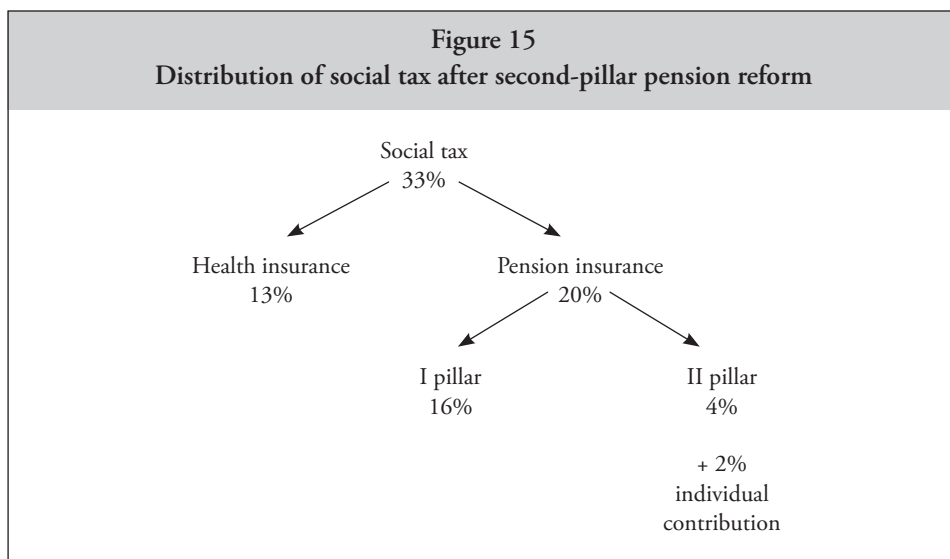 Figure 15
Distribution of social tax after second-pillar pension reform
Social tax
33%
Health insurance
13%
Pension insurance
20%
I pillar
16%
II pillar
4%
+ 2%
individual
contribution